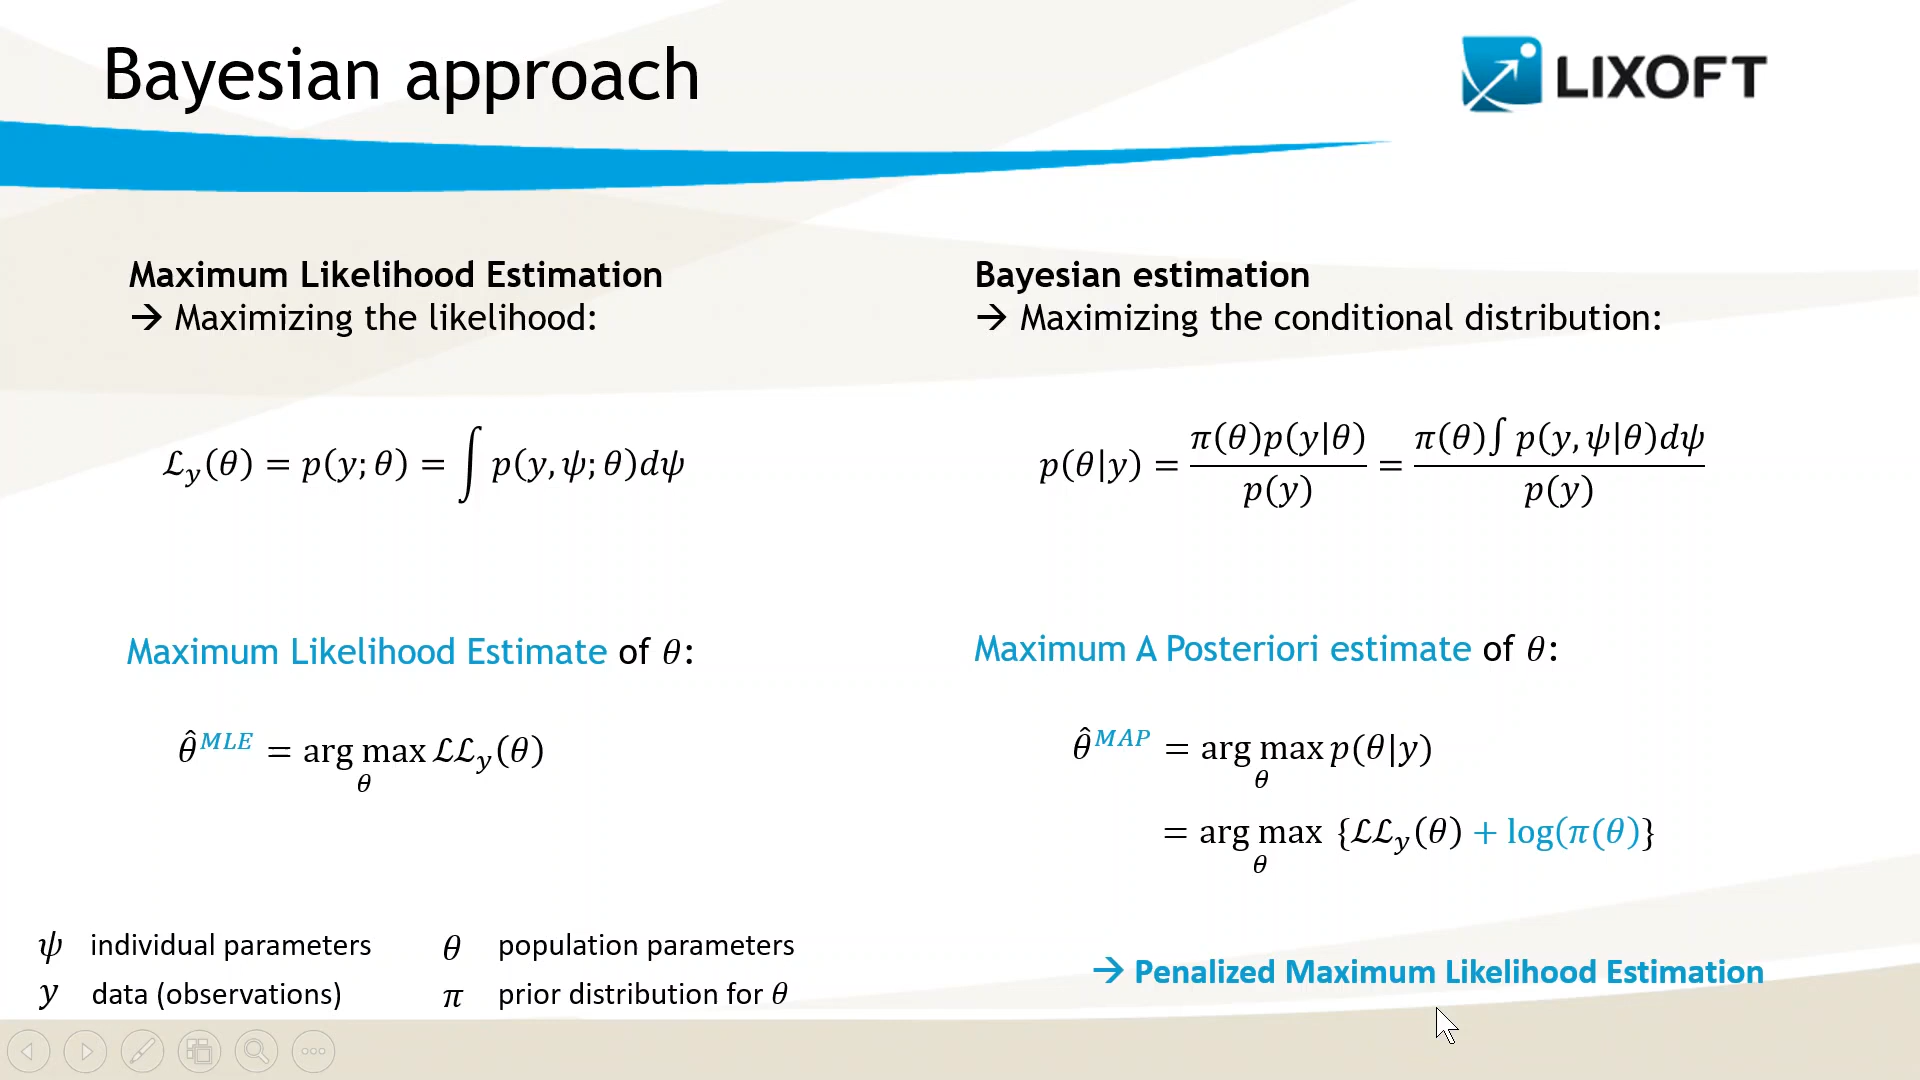 Bayesian approach
LIXOFT
Maximum Likelihood Estimation
→ Maximizing the likelihood:
ℒ_y(θ) = p(y; θ) = ∫ p(y, ψ; θ)dψ
Maximum Likelihood Estimate of θ:
θ̂^MLE = arg max_θ ℒℒ_y(θ)
Bayesian estimation
→ Maximizing the conditional distribution:
p(θ|y) = π(θ)p(y|θ) / p(y) = π(θ)∫ p(y, ψ|θ)dψ / p(y)
Maximum A Posteriori estimate of θ:
θ̂^MAP = arg max_θ p(θ|y)
= arg max_θ {ℒℒ_y(θ) + log(π(θ)}
→ Penalized Maximum Likelihood Estimation
ψ individual parameters θ population parameters
y data (observations) π prior distribution for θ